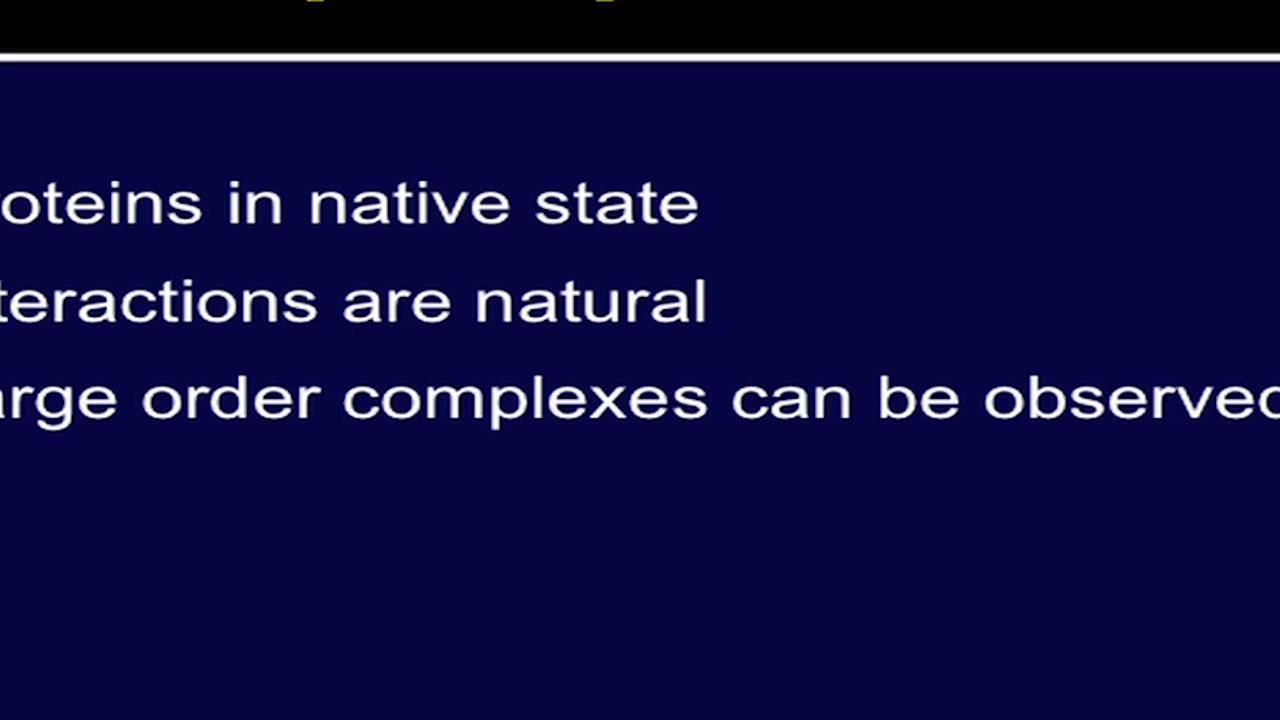 oteins in native state
teractions are natural
arge order complexes can be observed